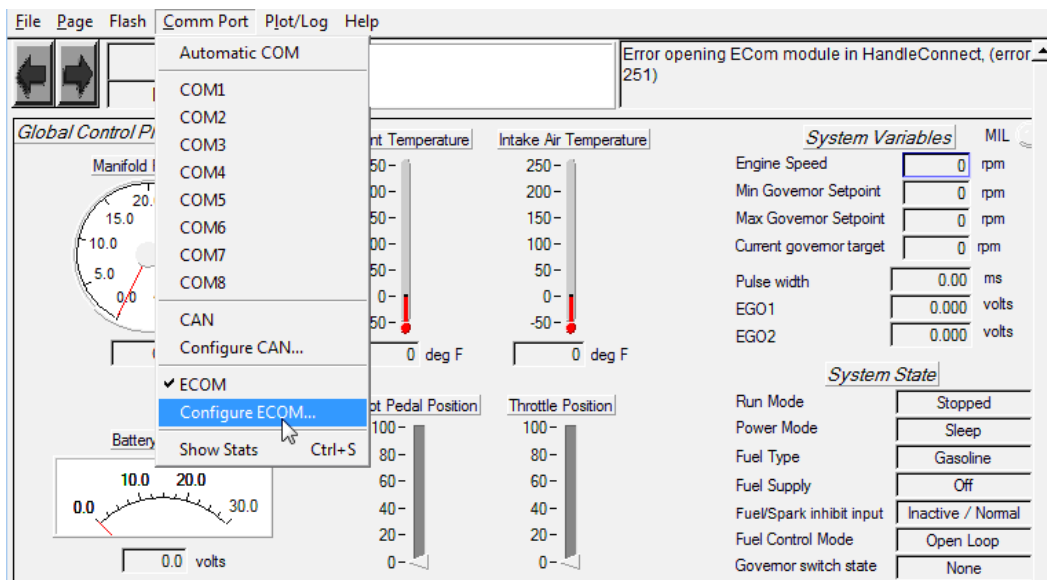 File Page Flash Comm Port Plot/Log Help
Automatic COM
COM1
COM2
COM3
COM4
COM5
COM6
COM7
COM8
CAN
Configure CAN...
ECOM
Configure ECOM...
Show Stats Ctrl+S
Error opening ECom module in HandleConnect, (error
251)
Global Control
Manifold
20.
15.0
10.0
5.0
0.0
Temperature
0 deg F
Intake Air Temperature
250
200
150
100
50
0
-50
0 deg F
System Variables MIL
Engine Speed 0 rpm
Min Governor Setpoint 0 rpm
Max Governor Setpoint 0 rpm
Current governor target 0 rpm
Pulse width 0.00 ms
EGO1 0.000 volts
EGO2 0.000 volts
Battery
0.0 10.0 20.0 30.0
0.0 volts
Pedal Position
100
80
60
40
20
0
Throttle Position
100
80
60
40
20
0
System State
Run Mode Stopped
Power Mode Sleep
Fuel Type Gasoline
Fuel Supply Off
Fuel/Spark inhibit input Inactive / Normal
Fuel Control Mode Open Loop
Governor switch state None